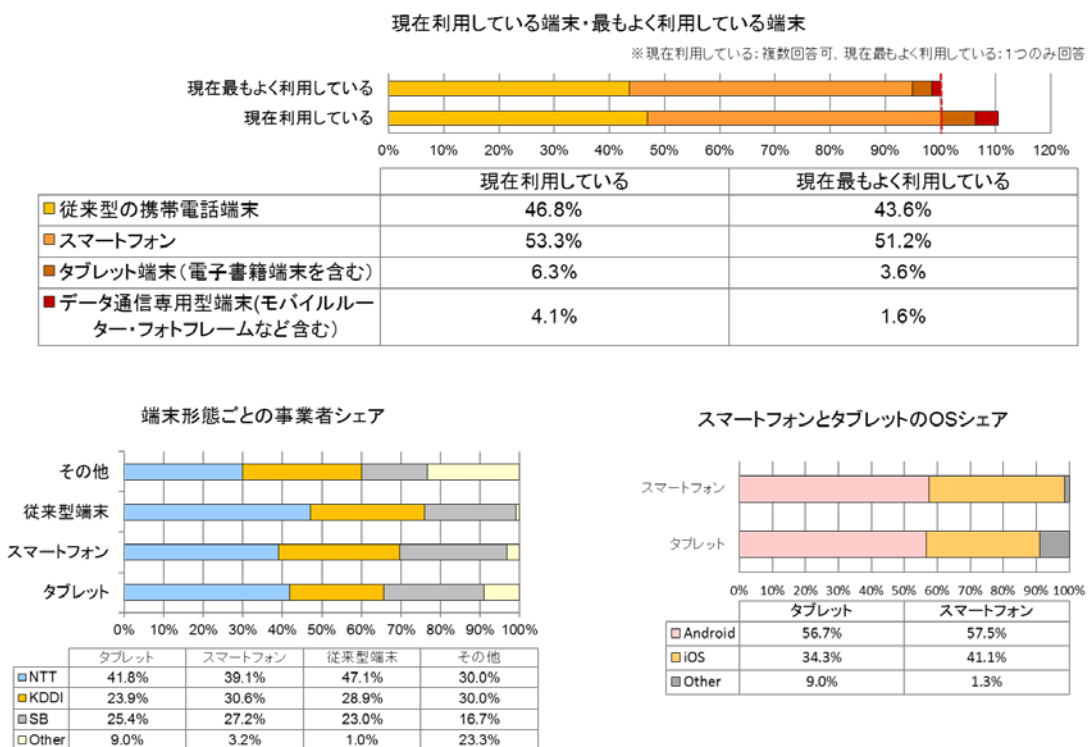 現在利用している端末・最もよく利用している端末
※現在利用している:複数回答可、現在最もよく利用している:1つのみ回答
現在最もよく利用している
現在利用している
0% 10% 20% 30% 40% 50% 60% 70% 80% 90% 100% 110% 120%
現在利用している 現在最もよく利用している
従来型の携帯電話端末 46.8% 43.6%
スマートフォン 53.3% 51.2%
タブレット端末(電子書籍端末を含む) 6.3% 3.6%
データ通信専用型端末(モバイルルー
ター・フォトフレームなど含む) 4.1% 1.6%
端末形態ごとの事業者シェア
その他
従来型端末
スマートフォン
タブレット
0% 10% 20% 30% 40% 50% 60% 70% 80% 90% 100%
タブレット スマートフォン 従来型端末 その他
NTT 41.8% 39.1% 47.1% 30.0%
KDDI 23.9% 30.6% 28.9% 30.0%
SB 25.4% 27.2% 23.0% 16.7%
Other 9.0% 3.2% 1.0% 23.3%
スマートフォンとタブレットのOSシェア
スマートフォン
タブレット
0% 10% 20% 30% 40% 50% 60% 70% 80% 90% 100%
タブレット スマートフォン
Android 56.7% 57.5%
iOS 34.3% 41.1%
Other 9.0% 1.3%